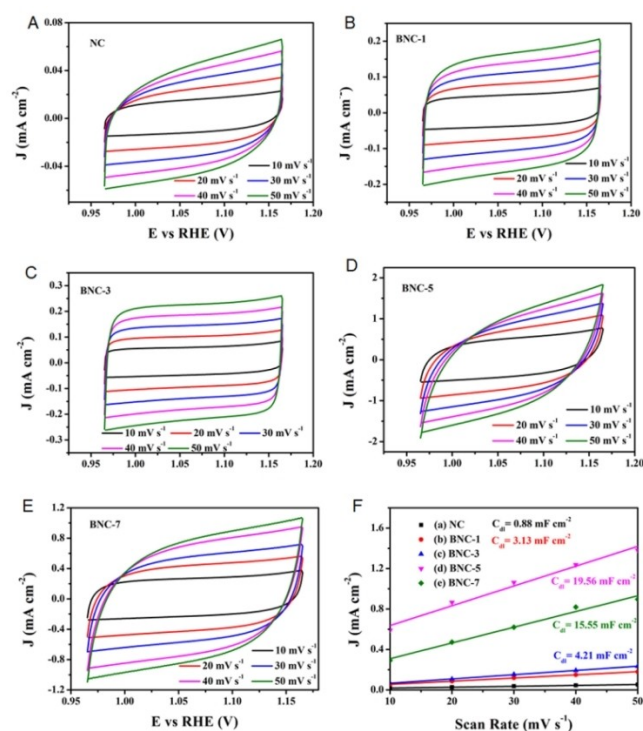 A
NC
0.08
0.04
0.00
-0.04
J (mA cm⁻²)
10 mV s⁻¹
20 mV s⁻¹ 30 mV s⁻¹
40 mV s⁻¹ 50 mV s⁻¹
0.95 1.00 1.05 1.10 1.15 1.20
E vs RHE (V)
B
BNC-1
0.2
0.1
0.0
-0.1
-0.2
J (mA cm⁻²)
10 mV s⁻¹
20 mV s⁻¹ 30 mV s⁻¹
40 mV s⁻¹ 50 mV s⁻¹
0.95 1.00 1.05 1.10 1.15 1.20
E vs RHE (V)
C
BNC-3
0.3
0.2
0.1
0.0
-0.1
-0.2
-0.3
J (mA cm⁻²)
10 mV s⁻¹ 20 mV s⁻¹ 30 mV s⁻¹
40 mV s⁻¹ 50 mV s⁻¹
0.95 1.00 1.05 1.10 1.15 1.20
E vs RHE (V)
D
BNC-5
2
1
0
-1
-2
J (mA cm⁻²)
10 mV s⁻¹
20 mV s⁻¹ 30 mV s⁻¹
40 mV s⁻¹ 50 mV s⁻¹
0.95 1.00 1.05 1.10 1.15 1.20
E vs RHE (V)
E
BNC-7
1.2
0.8
0.4
0.0
-0.4
-0.8
-1.2
J (mA cm⁻²)
10 mV s⁻¹
20 mV s⁻¹ 30 mV s⁻¹
40 mV s⁻¹ 50 mV s⁻¹
0.95 1.00 1.05 1.10 1.15 1.20
E vs RHE (V)
F
(a) NC
(b) BNC-1
(c) BNC-3
(d) BNC-5
(e) BNC-7
C dl = 0.88 mF cm⁻²
C dl = 3.13 mF cm⁻²
C dl = 19.56 mF cm⁻²
C dl = 15.55 mF cm⁻²
C dl = 4.21 mF cm⁻²
1.6
1.2
0.8
0.4
0.0
J (mA cm⁻²)
10 20 30 40 50
Scan Rate (mV s⁻¹)